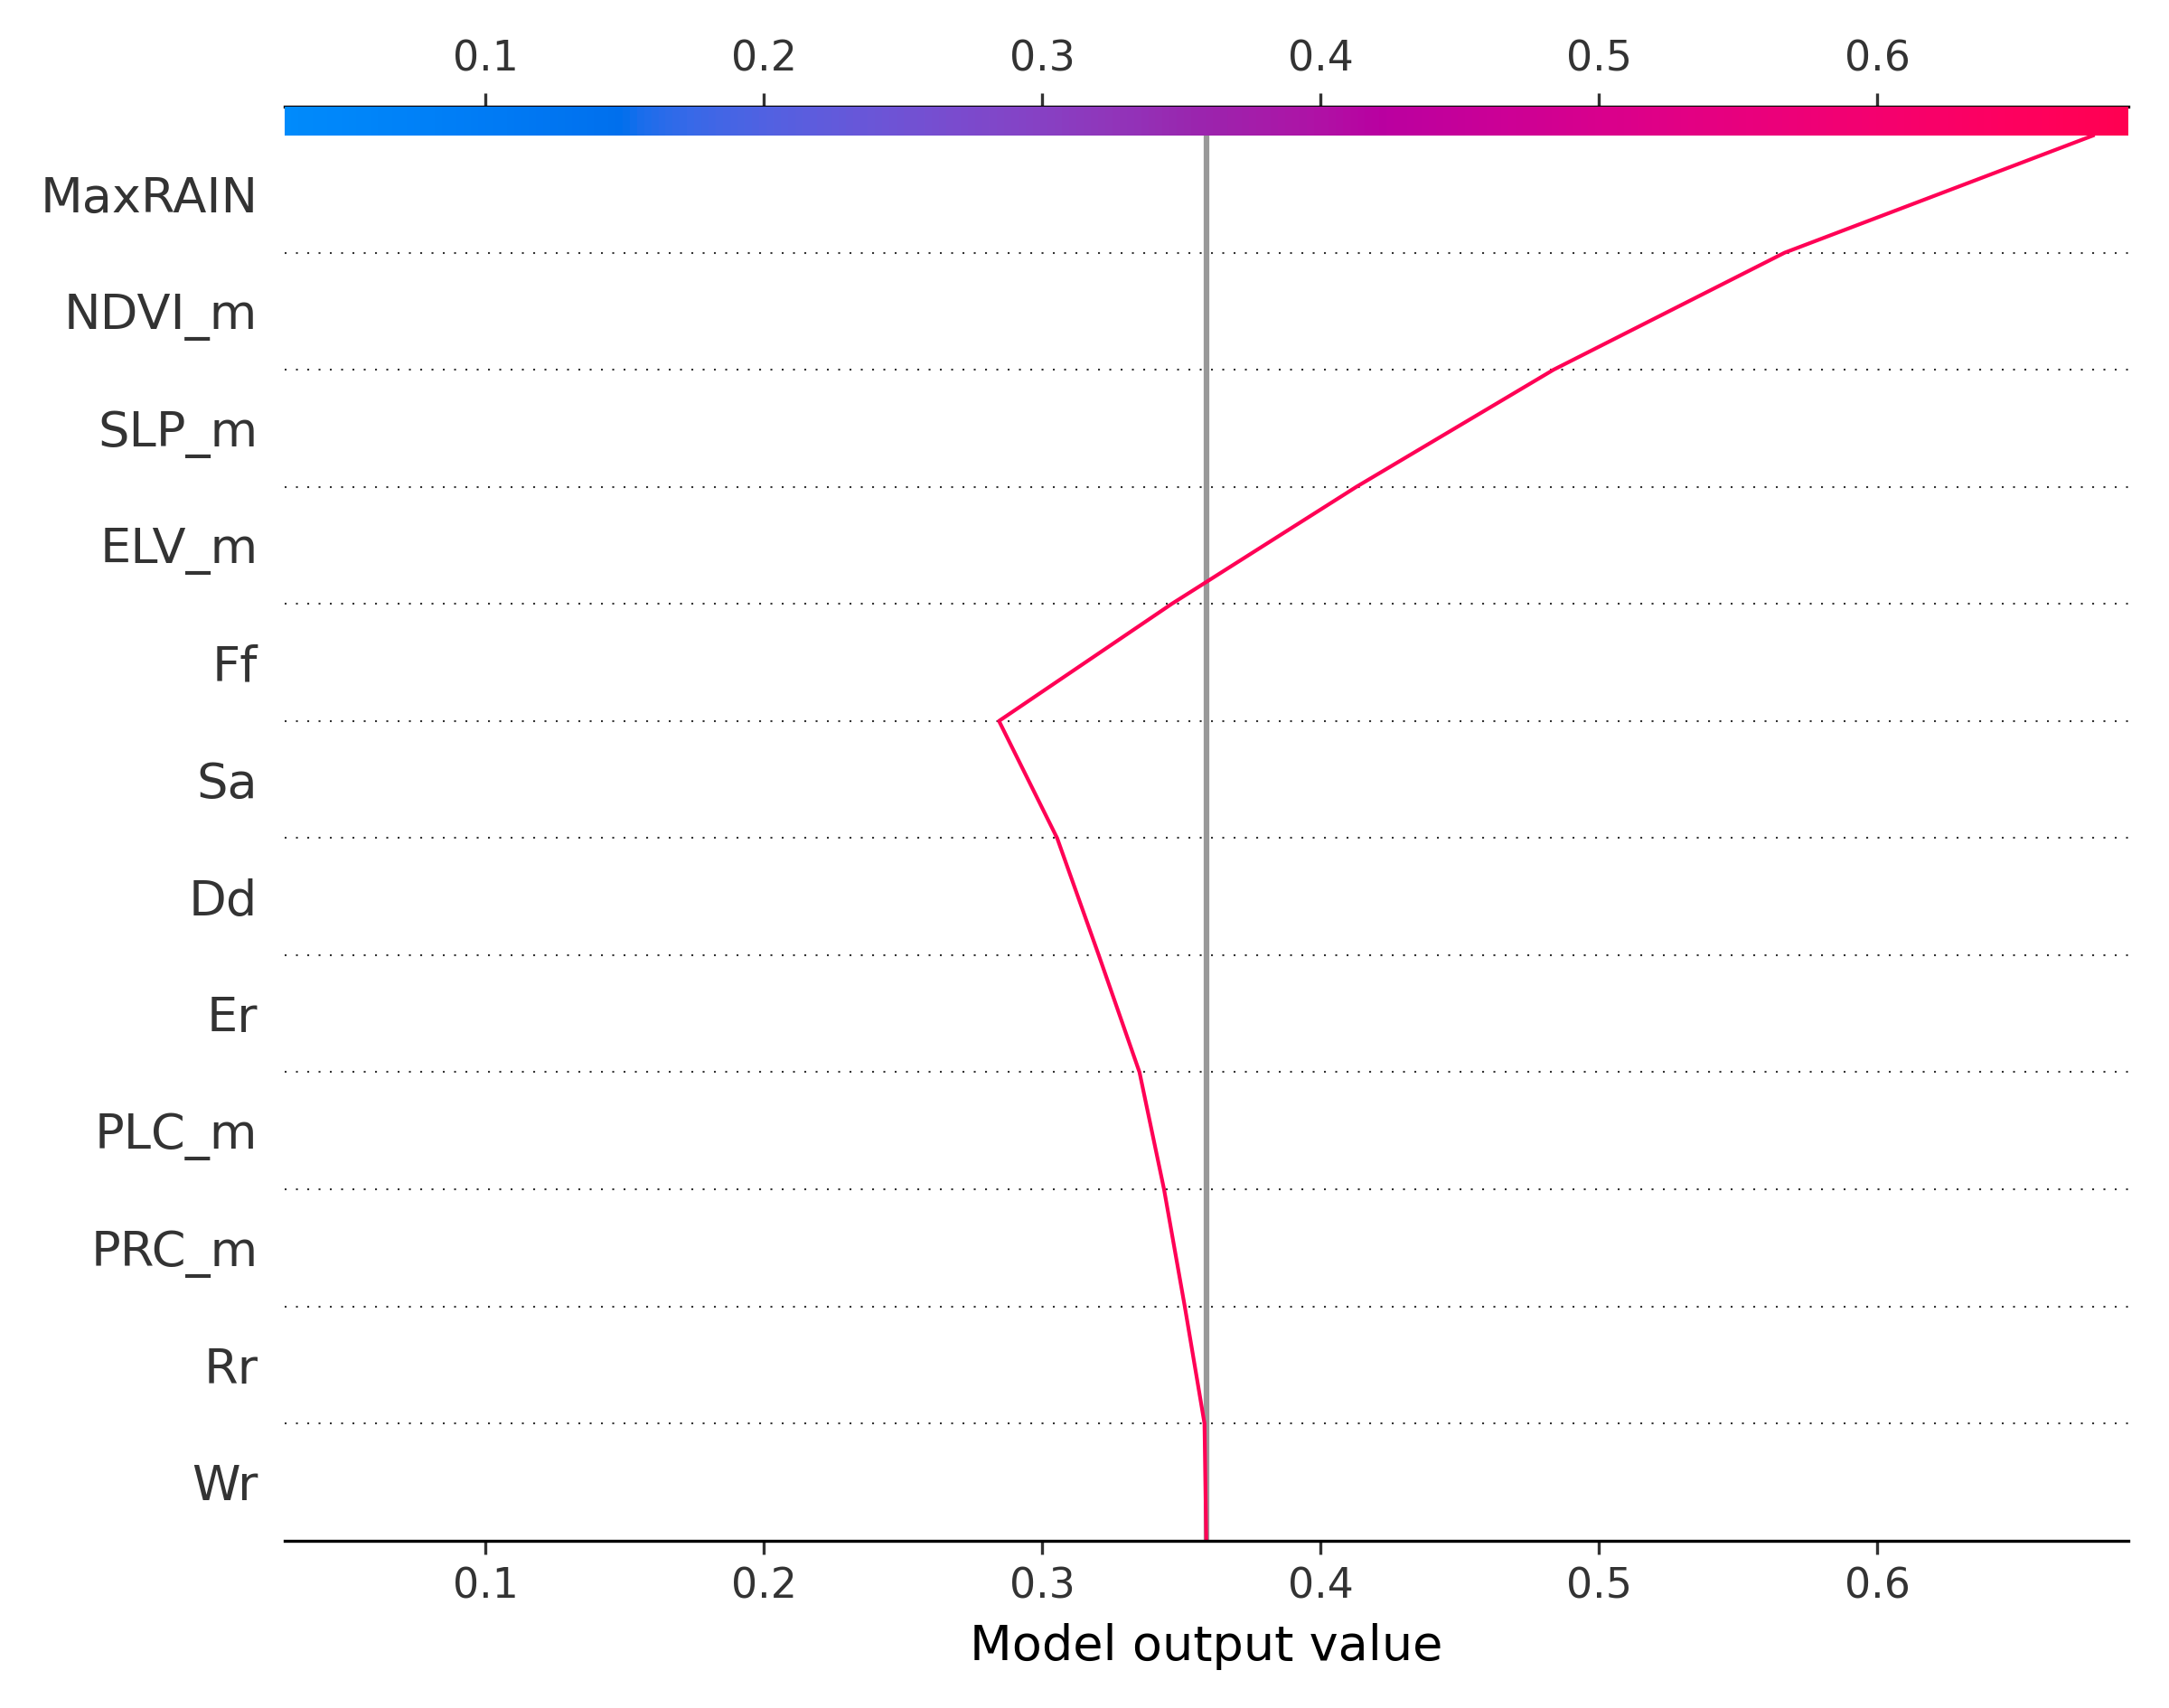 0.1 0.2 0.3 0.4 0.5 0.6
MaxRAIN
NDVI_m
SLP_m
ELV_m
Ff
Sa
Dd
Er
PLC_m
PRC_m
Rr
Wr
0.1 0.2 0.3 0.4 0.5 0.6
Model output value